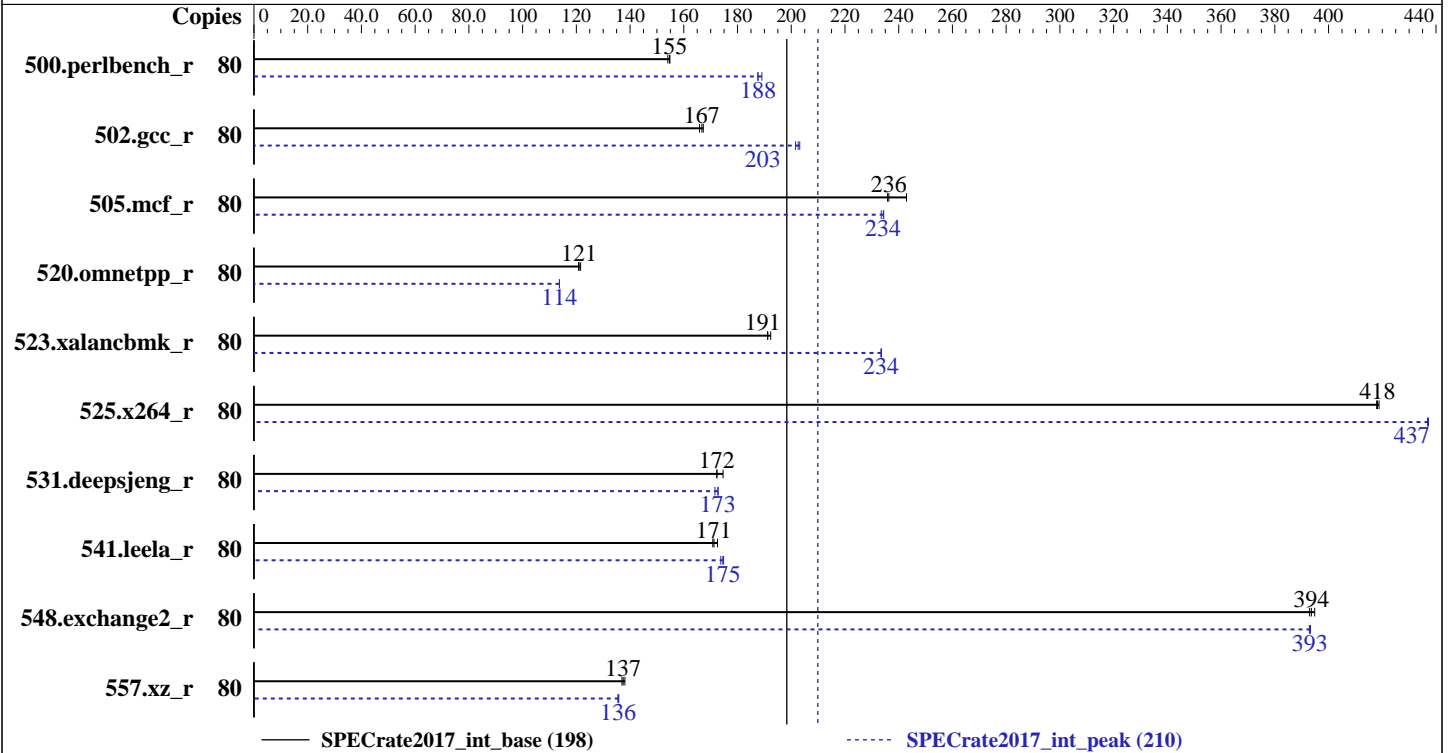 Copies 0 20.0 40.0 60.0 80.0 100 120 140 160 180 200 220 240 260 280 300 320 340 360 380 400 440
155
500.perlbench_r 80
188
167
502.gcc_r 80
203
236
505.mcf_r 80
234
121
520.omnetpp_r 80
114
191
523.xalancbmk_r 80
234
418
525.x264_r 80
437
172
531.deepsjeng_r 80
173
171
541.leela_r 80
175
394
548.exchange2_r 80
393
137
557.xz_r 80
136
SPECrate2017_int_base (198) SPECrate2017_int_peak (210)